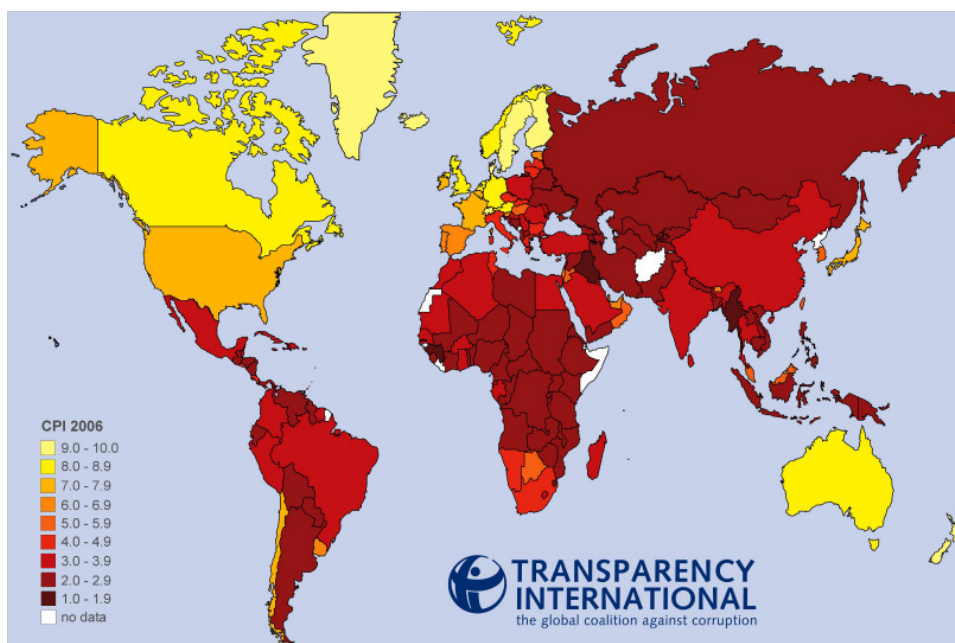 CPI 2006
9.0 - 10.0
8.0 - 8.9
7.0 - 7.9
6.0 - 6.9
5.0 - 5.9
4.0 - 4.9
3.0 - 3.9
2.0 - 2.9
1.0 - 1.9
no data
TRANSPARENCY
INTERNATIONAL
the global coalition against corruption